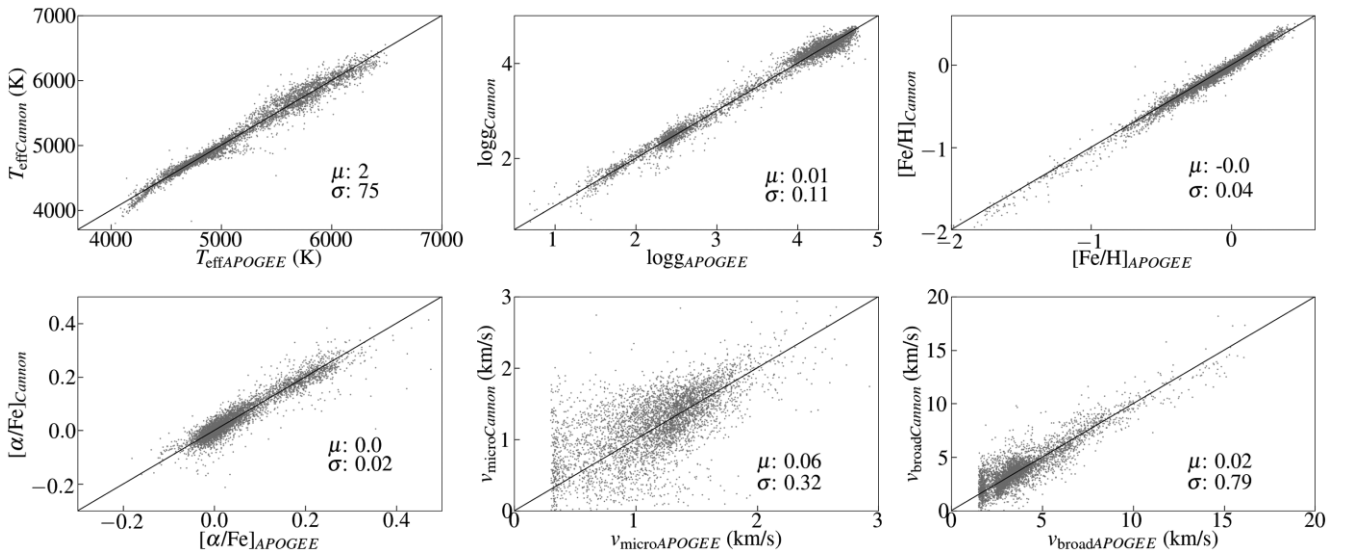 7000
6000
5000
4000
T_effCannon (K)
μ: 2
σ: 75
4000 5000 6000 7000
T_effAPOGEE (K)
4
2
logg_Cannon
μ: 0.01
σ: 0.11
1 2 3 4 5
logg_APOGEE
0
−1
−2
[Fe/H]_Cannon
μ: -0.0
σ: 0.04
−2 −1 0
[Fe/H]_APOGEE
0.4
0.2
0.0
−0.2
[α/Fe]_Cannon
μ: 0.0
σ: 0.02
−0.2 0.0 0.2 0.4
[α/Fe]_APOGEE
3
2
1
0
v_microCannon (km/s)
μ: 0.06
σ: 0.32
0 1 2 3
v_microAPOGEE (km/s)
20
15
10
5
0
v_broadCannon (km/s)
μ: 0.02
σ: 0.79
0 5 10 15 20
v_broadAPOGEE (km/s)